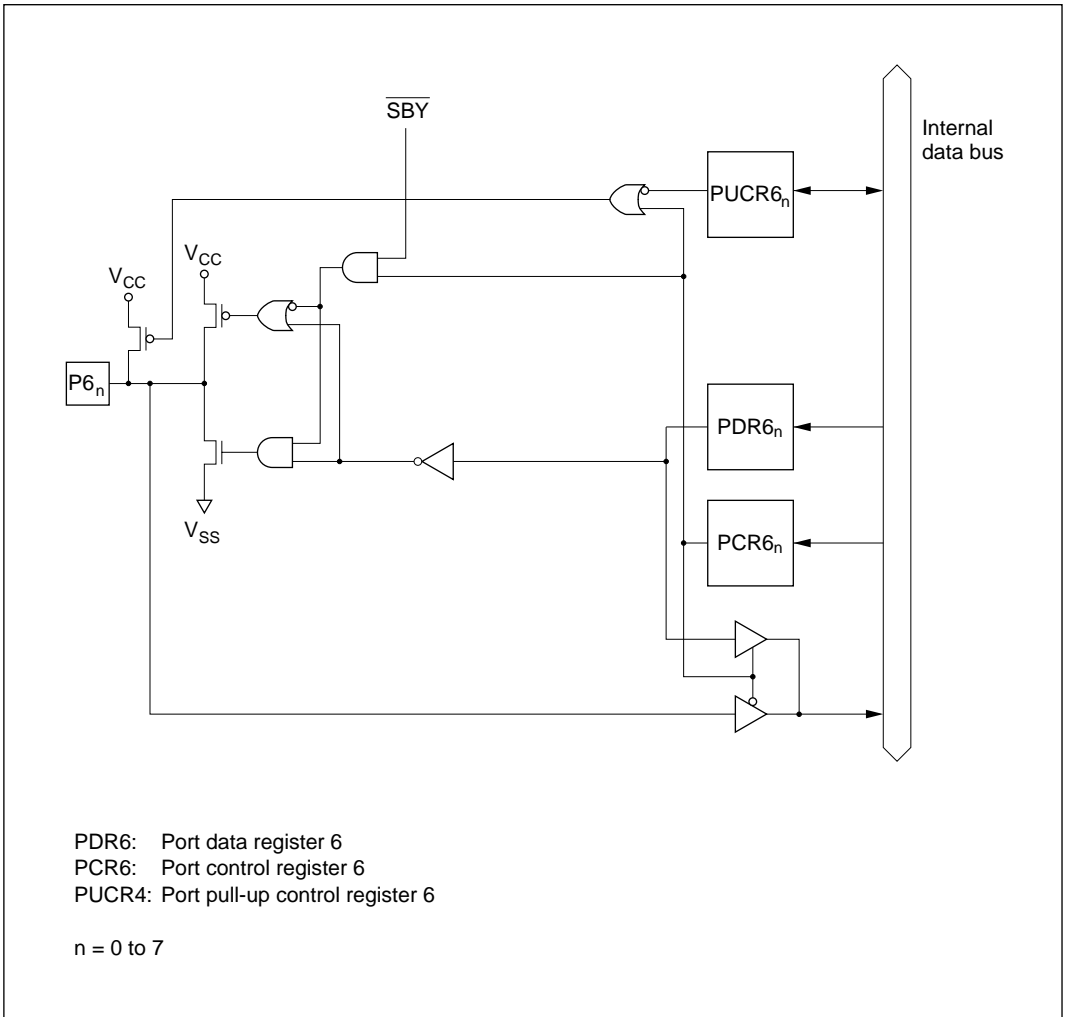 S̅B̅Y̅
Internal
data bus
PUCR6n
VCC
VCC
P6n
PDR6n
VSS
PCR6n
PDR6: Port data register 6
PCR6: Port control register 6
PUCR4: Port pull-up control register 6
n = 0 to 7